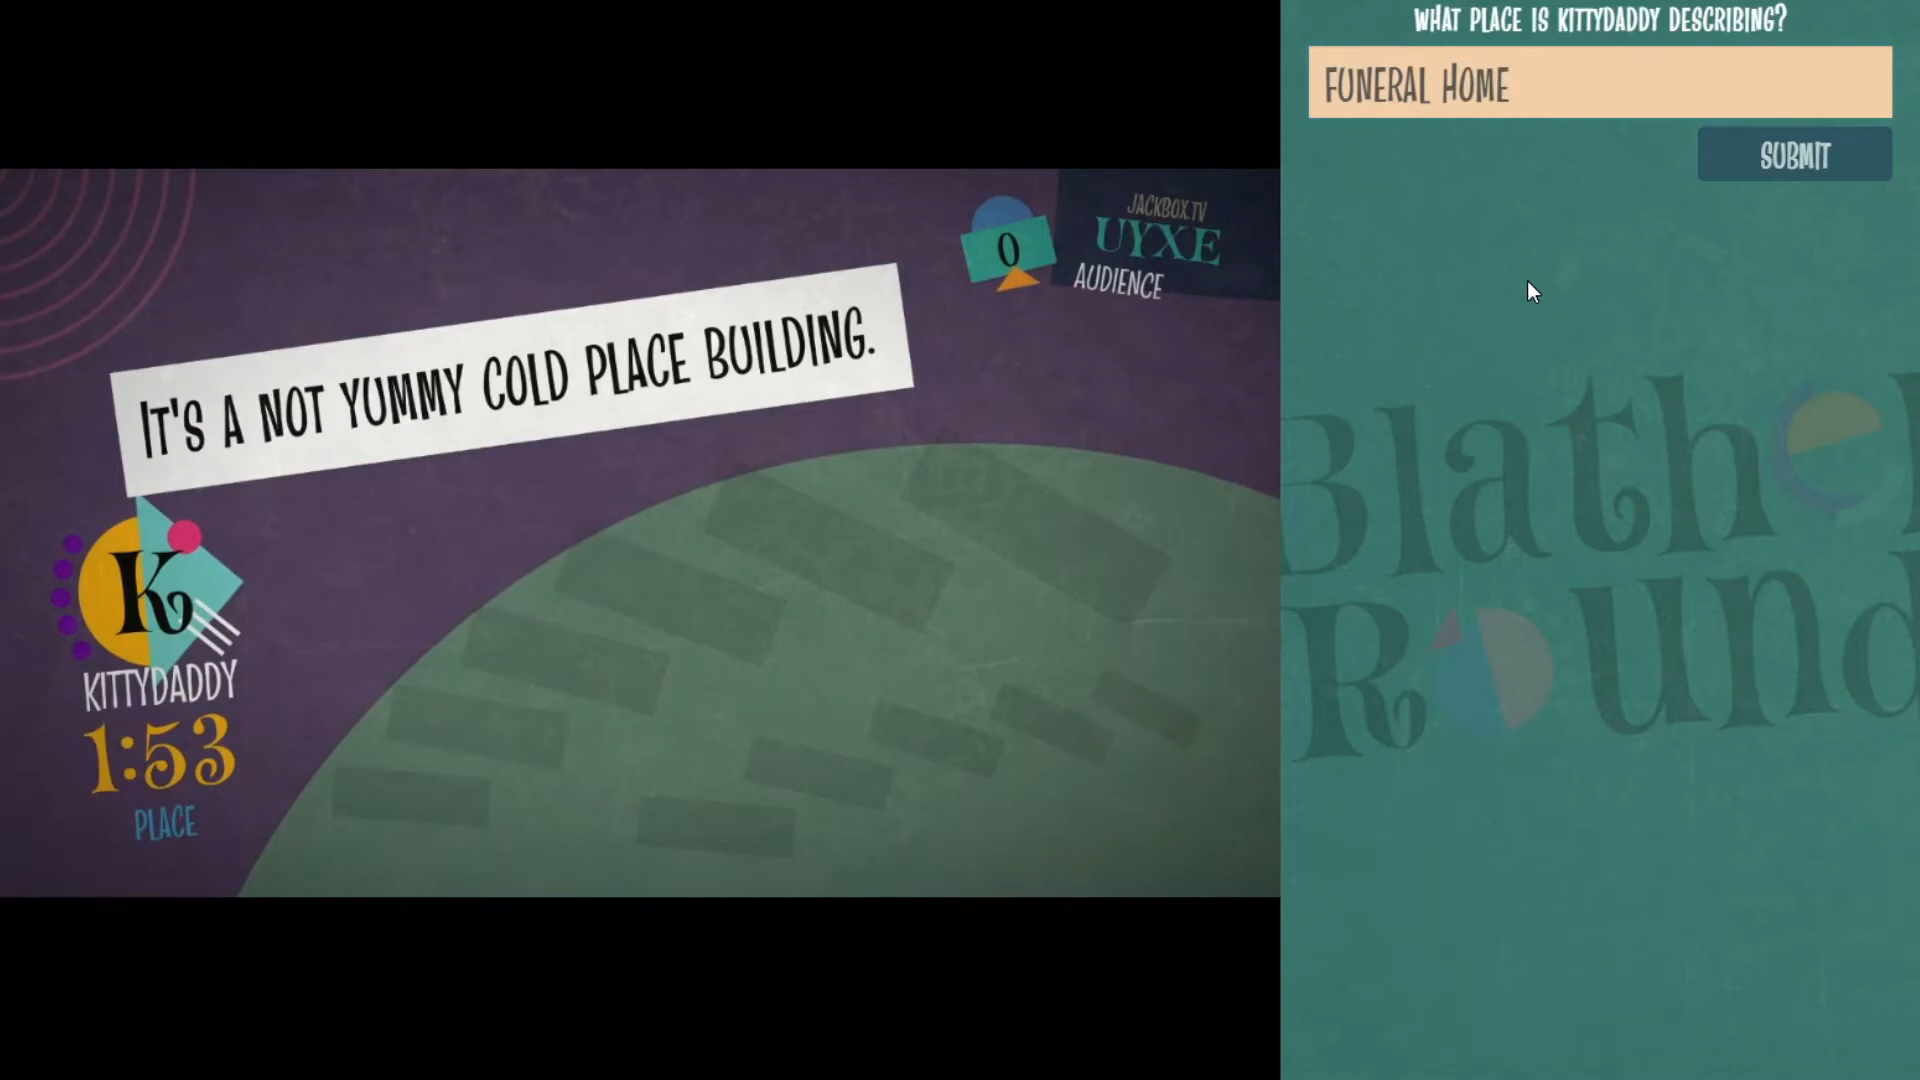 WHAT PLACE IS KITTYDADDY DESCRIBING?
FUNERAL HOME
SUBMIT
JACKBOX.TV
UYXE
AUDIENCE
0
IT'S A NOT YUMMY COLD PLACE BUILDING.
K
KITTYDADDY
1:53
PLACE
Blather
Round